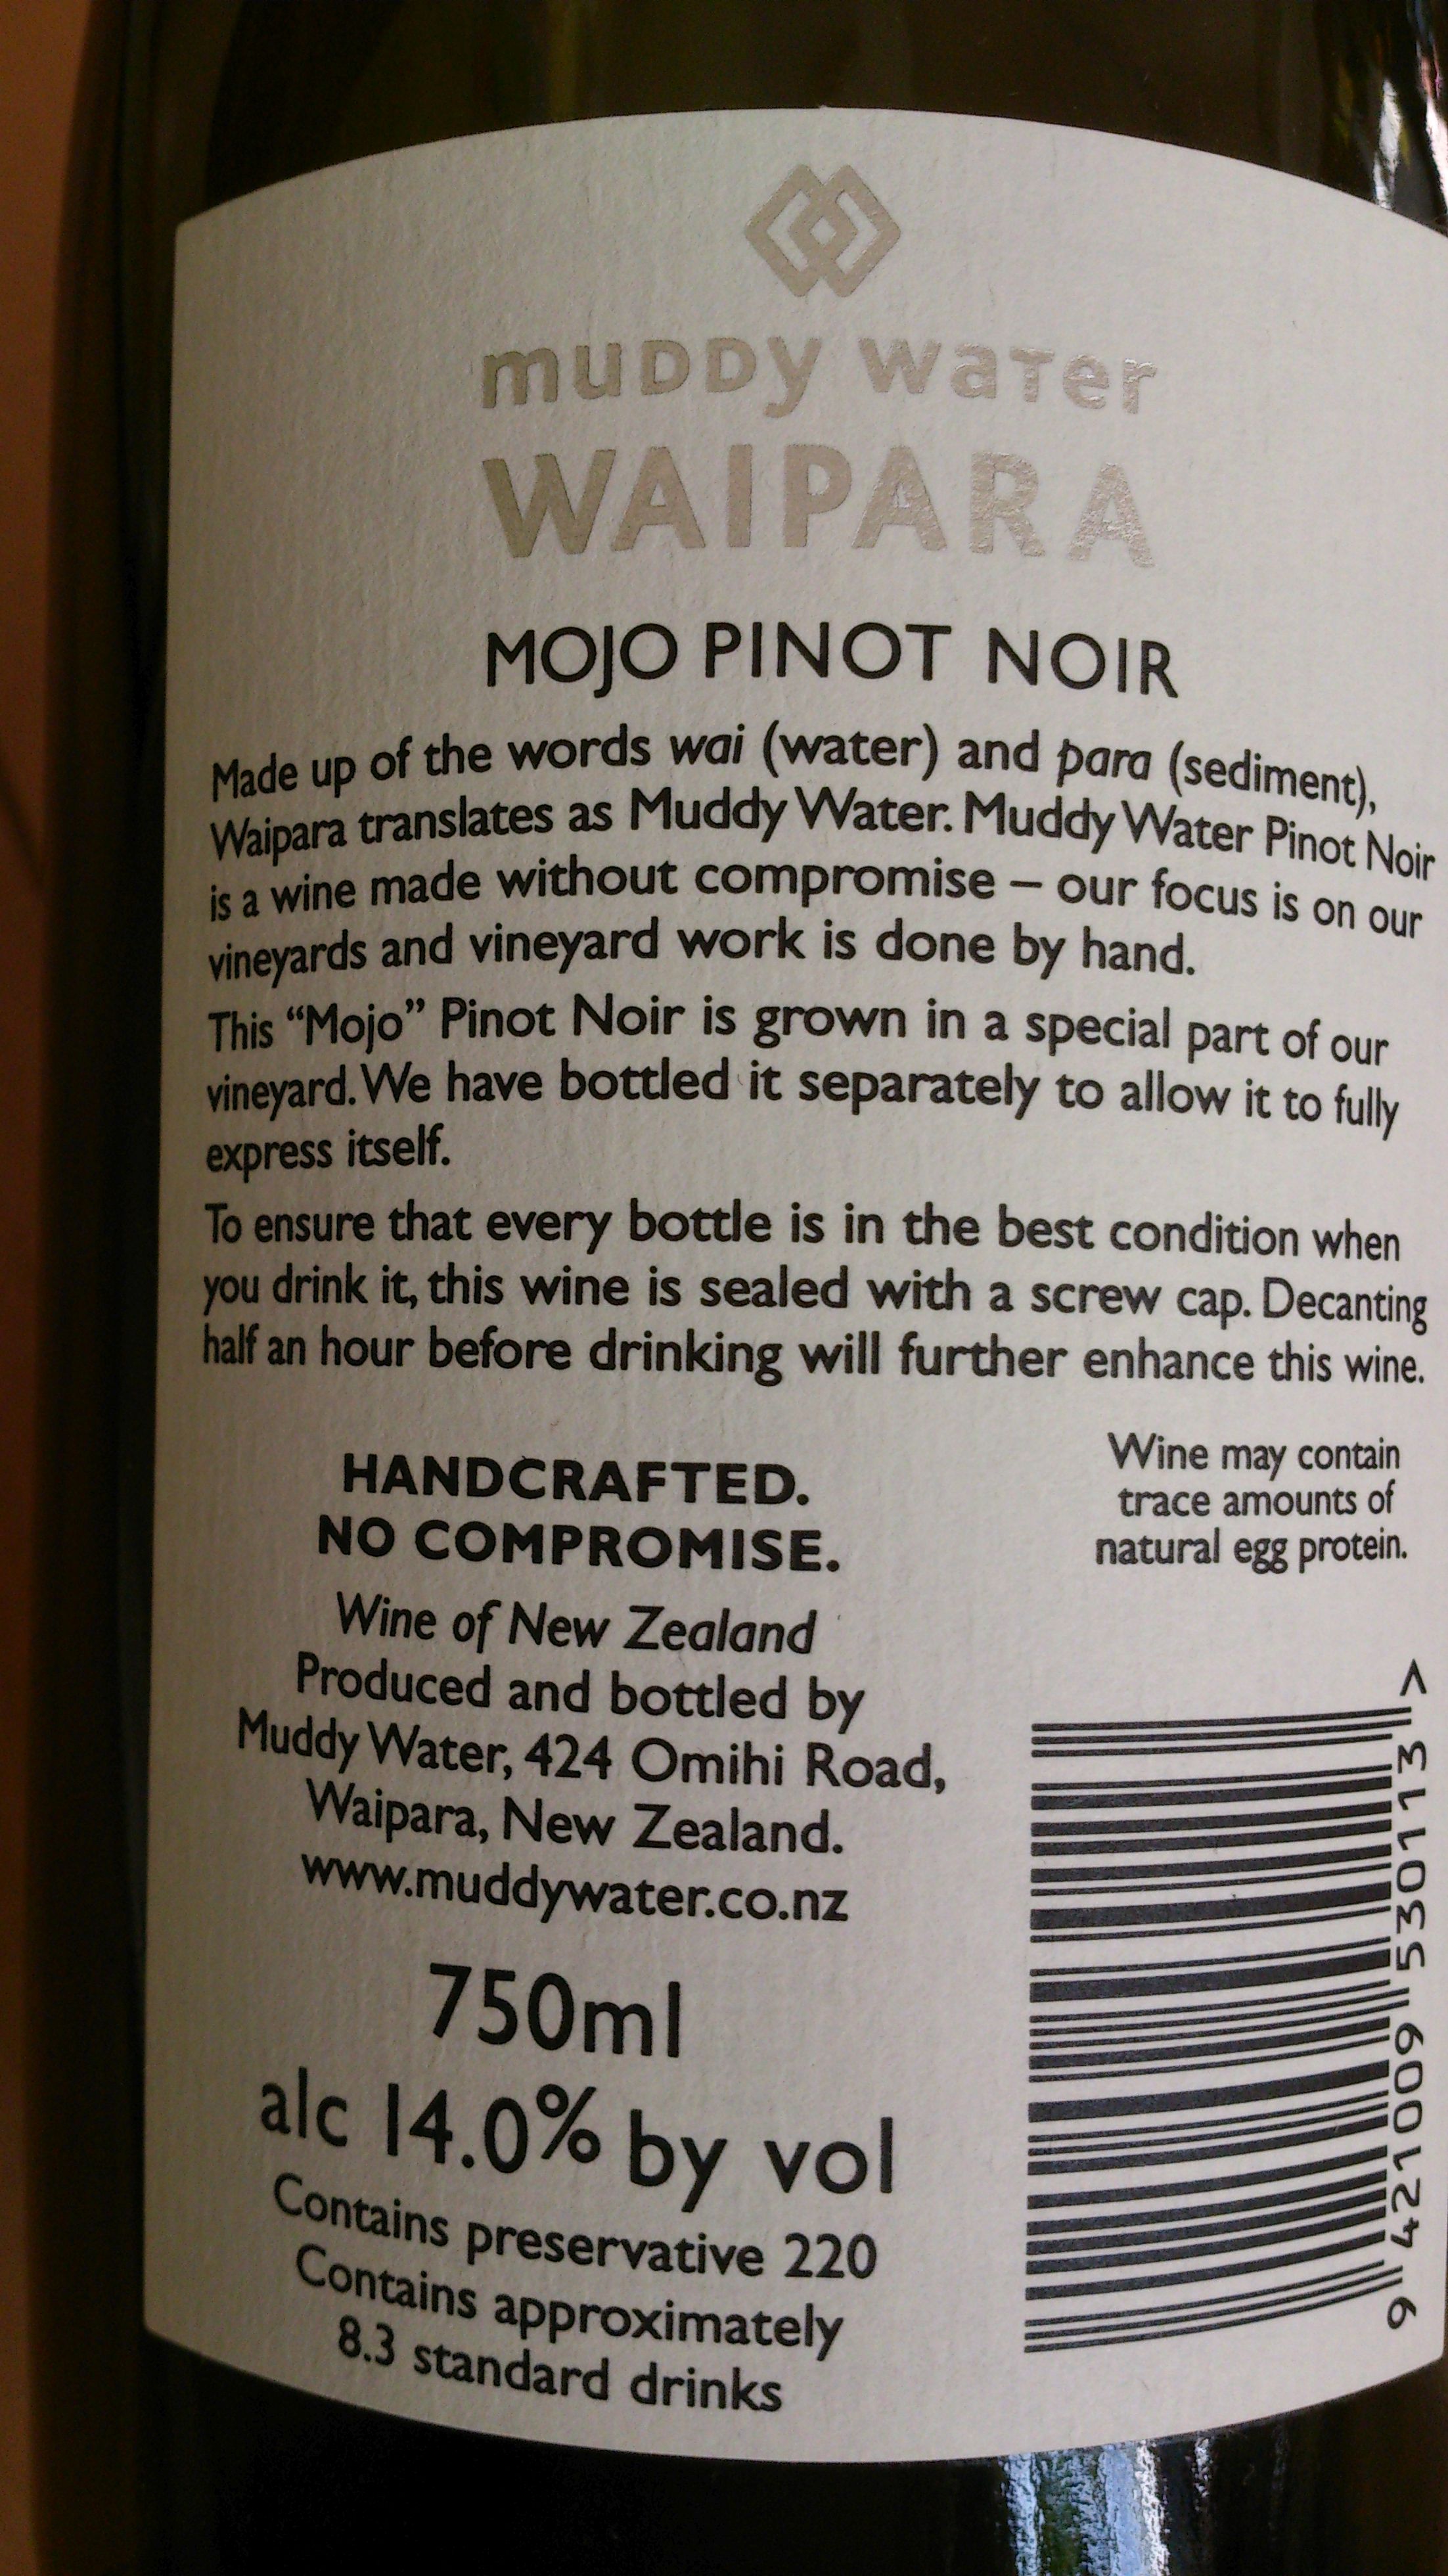 muddy water
WAIPARA
MOJO PINOT NOIR
Made up of the words wai (water) and para (sediment),
Waipara translates as Muddy Water. Muddy Water Pinot Noir
is a wine made without compromise – our focus is on our
vineyards and vineyard work is done by hand.
This “Mojo” Pinot Noir is grown in a special part of our
vineyard. We have bottled it separately to allow it to fully
express itself.
To ensure that every bottle is in the best condition when
you drink it, this wine is sealed with a screw cap. Decanting
half an hour before drinking will further enhance this wine.
HANDCRAFTED.
NO COMPROMISE.
Wine of New Zealand
Produced and bottled by
Muddy Water, 424 Omihi Road,
Waipara, New Zealand.
www.muddywater.co.nz
750ml
alc 14.0% by vol
Contains preservative 220
Contains approximately
8.3 standard drinks
Wine may contain
trace amounts of
natural egg protein.
9 421009 530113 >